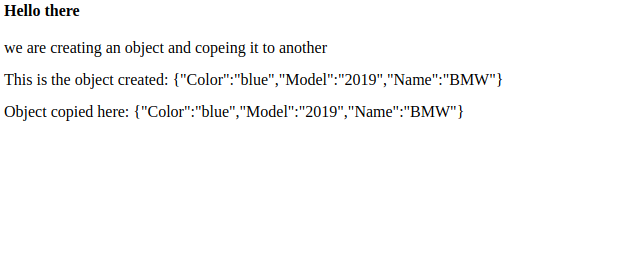 Hello there
we are creating an object and copeing it to another
This is the object created: {"Color":"blue","Model":"2019","Name":"BMW"}
Object copied here: {"Color":"blue","Model":"2019","Name":"BMW"}